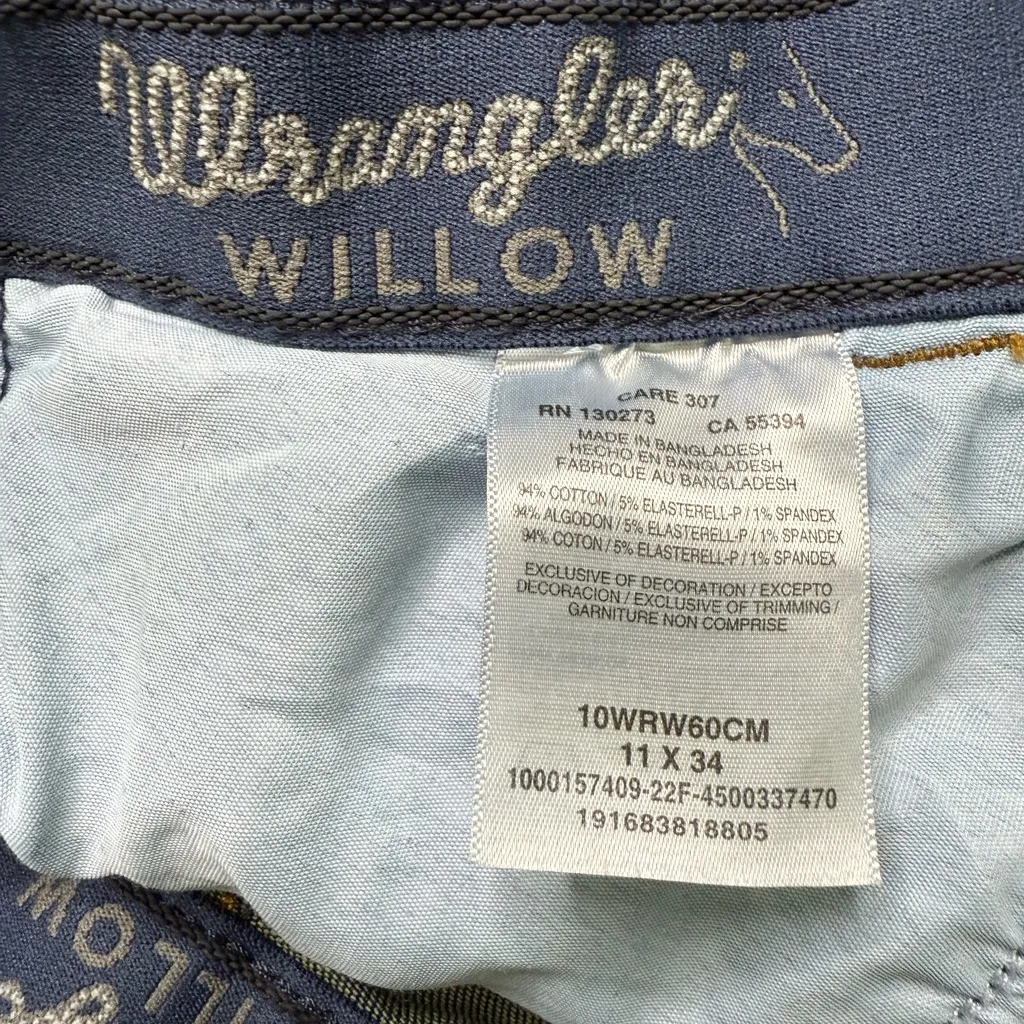 Wrangler
WILLOW
CARE 307
RN 130273 CA 55394
MADE IN BANGLADESH
HECHO EN BANGLADESH
FABRIQUE AU BANGLADESH
94% COTTON / 5% ELASTERELL-P / 1% SPANDEX
94% ALGODON / 5% ELASTERELL-P / 1% SPANDEX
94% COTON / 5% ELASTERELL-P / 1% SPANDEX
EXCLUSIVE OF DECORATION / EXCEPTO
DECORACION / EXCLUSIVE OF TRIMMING /
GARNITURE NON COMPRISE
10WRW60CM
11 X 34
1000157409-22F-4500337470
191683818805
ILLOW